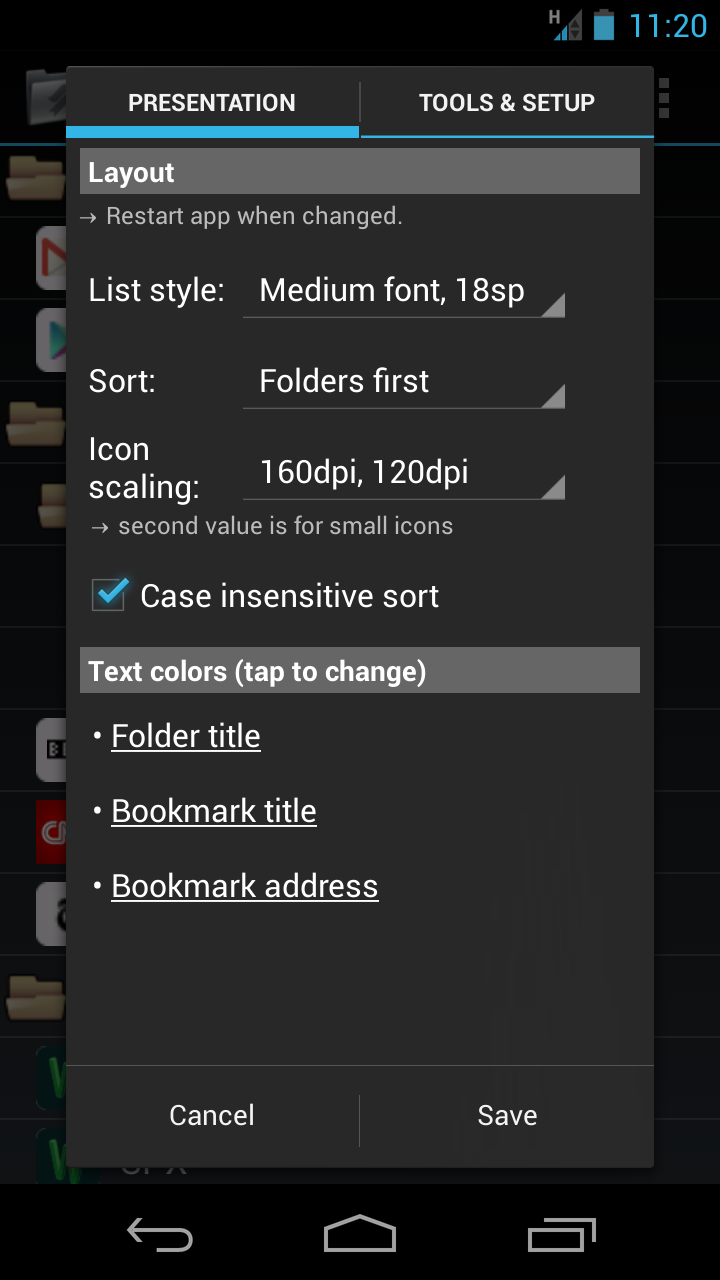 H
11:20
PRESENTATION
TOOLS & SETUP
Layout
→ Restart app when changed.
List style:
Medium font, 18sp
Sort:
Folders first
Icon
scaling:
160dpi, 120dpi
→ second value is for small icons
Case insensitive sort
Text colors (tap to change)
• Folder title
• Bookmark title
• Bookmark address
Cancel
Save